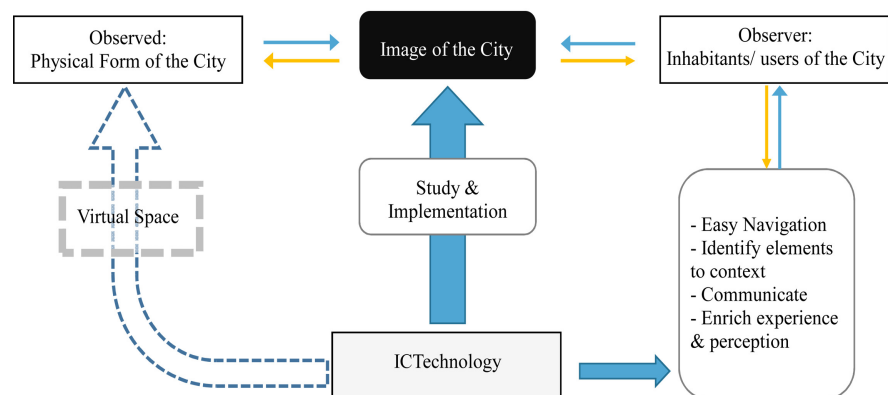 Observed:
Physical Form of the City
Image of the City
Observer:
Inhabitants/ users of the City
Virtual Space
Study &
Implementation
- Easy Navigation
- Identify elements
to context
- Communicate
- Enrich experience
& perception
ICTechnology